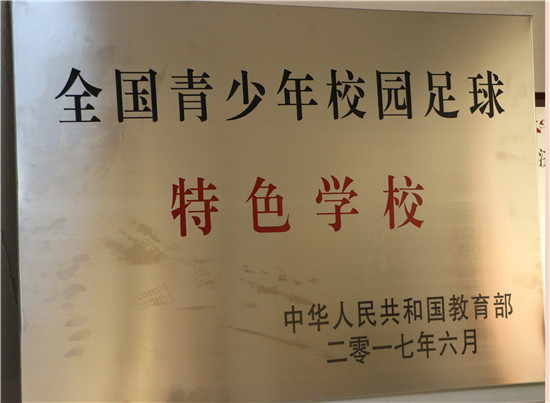 全国青少年校园足球
特色学校
中华人民共和国教育部
二零一七年六月